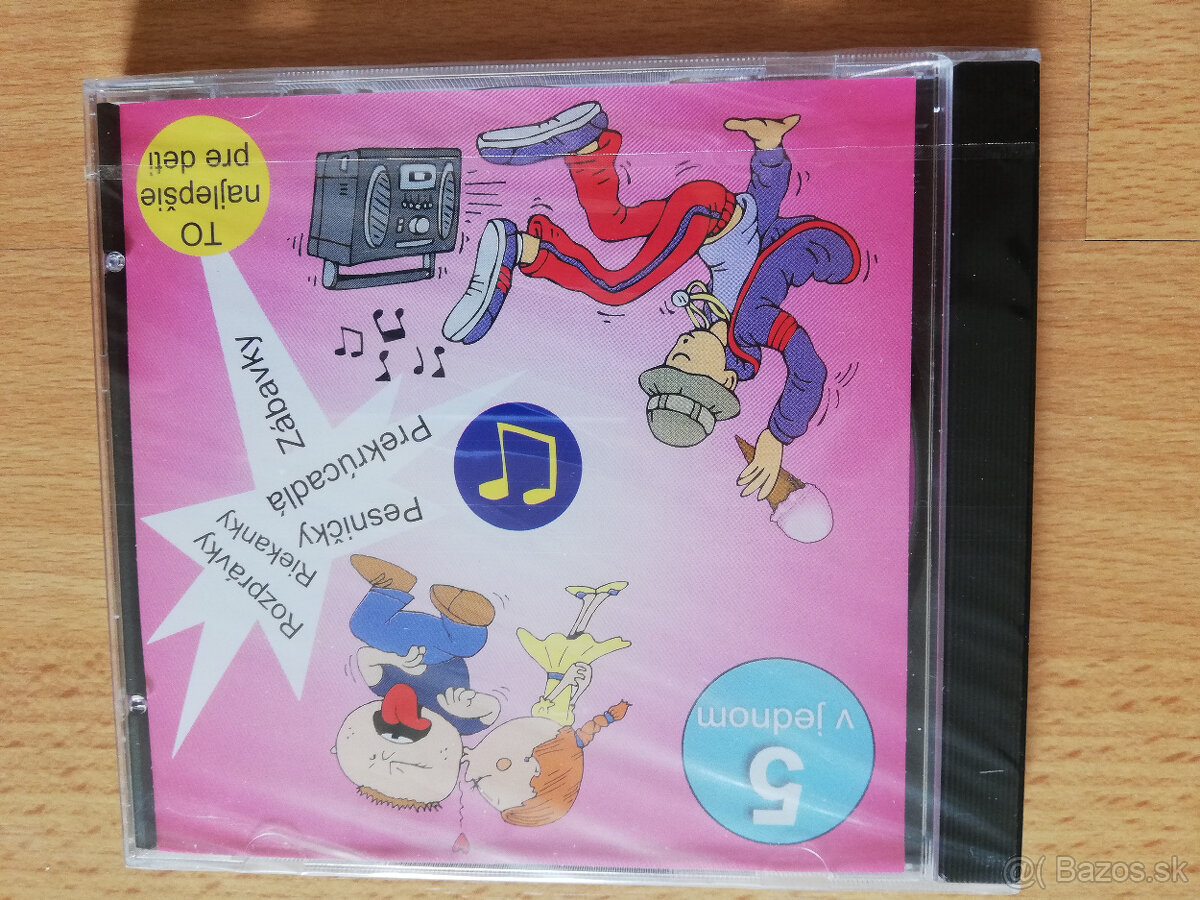 5
v jednom
Rozprávky
Riekanky
Pesničky
Prekrúcadlá
Zábavky
TO
najlepšie
pre deti
@( Bazos.sk